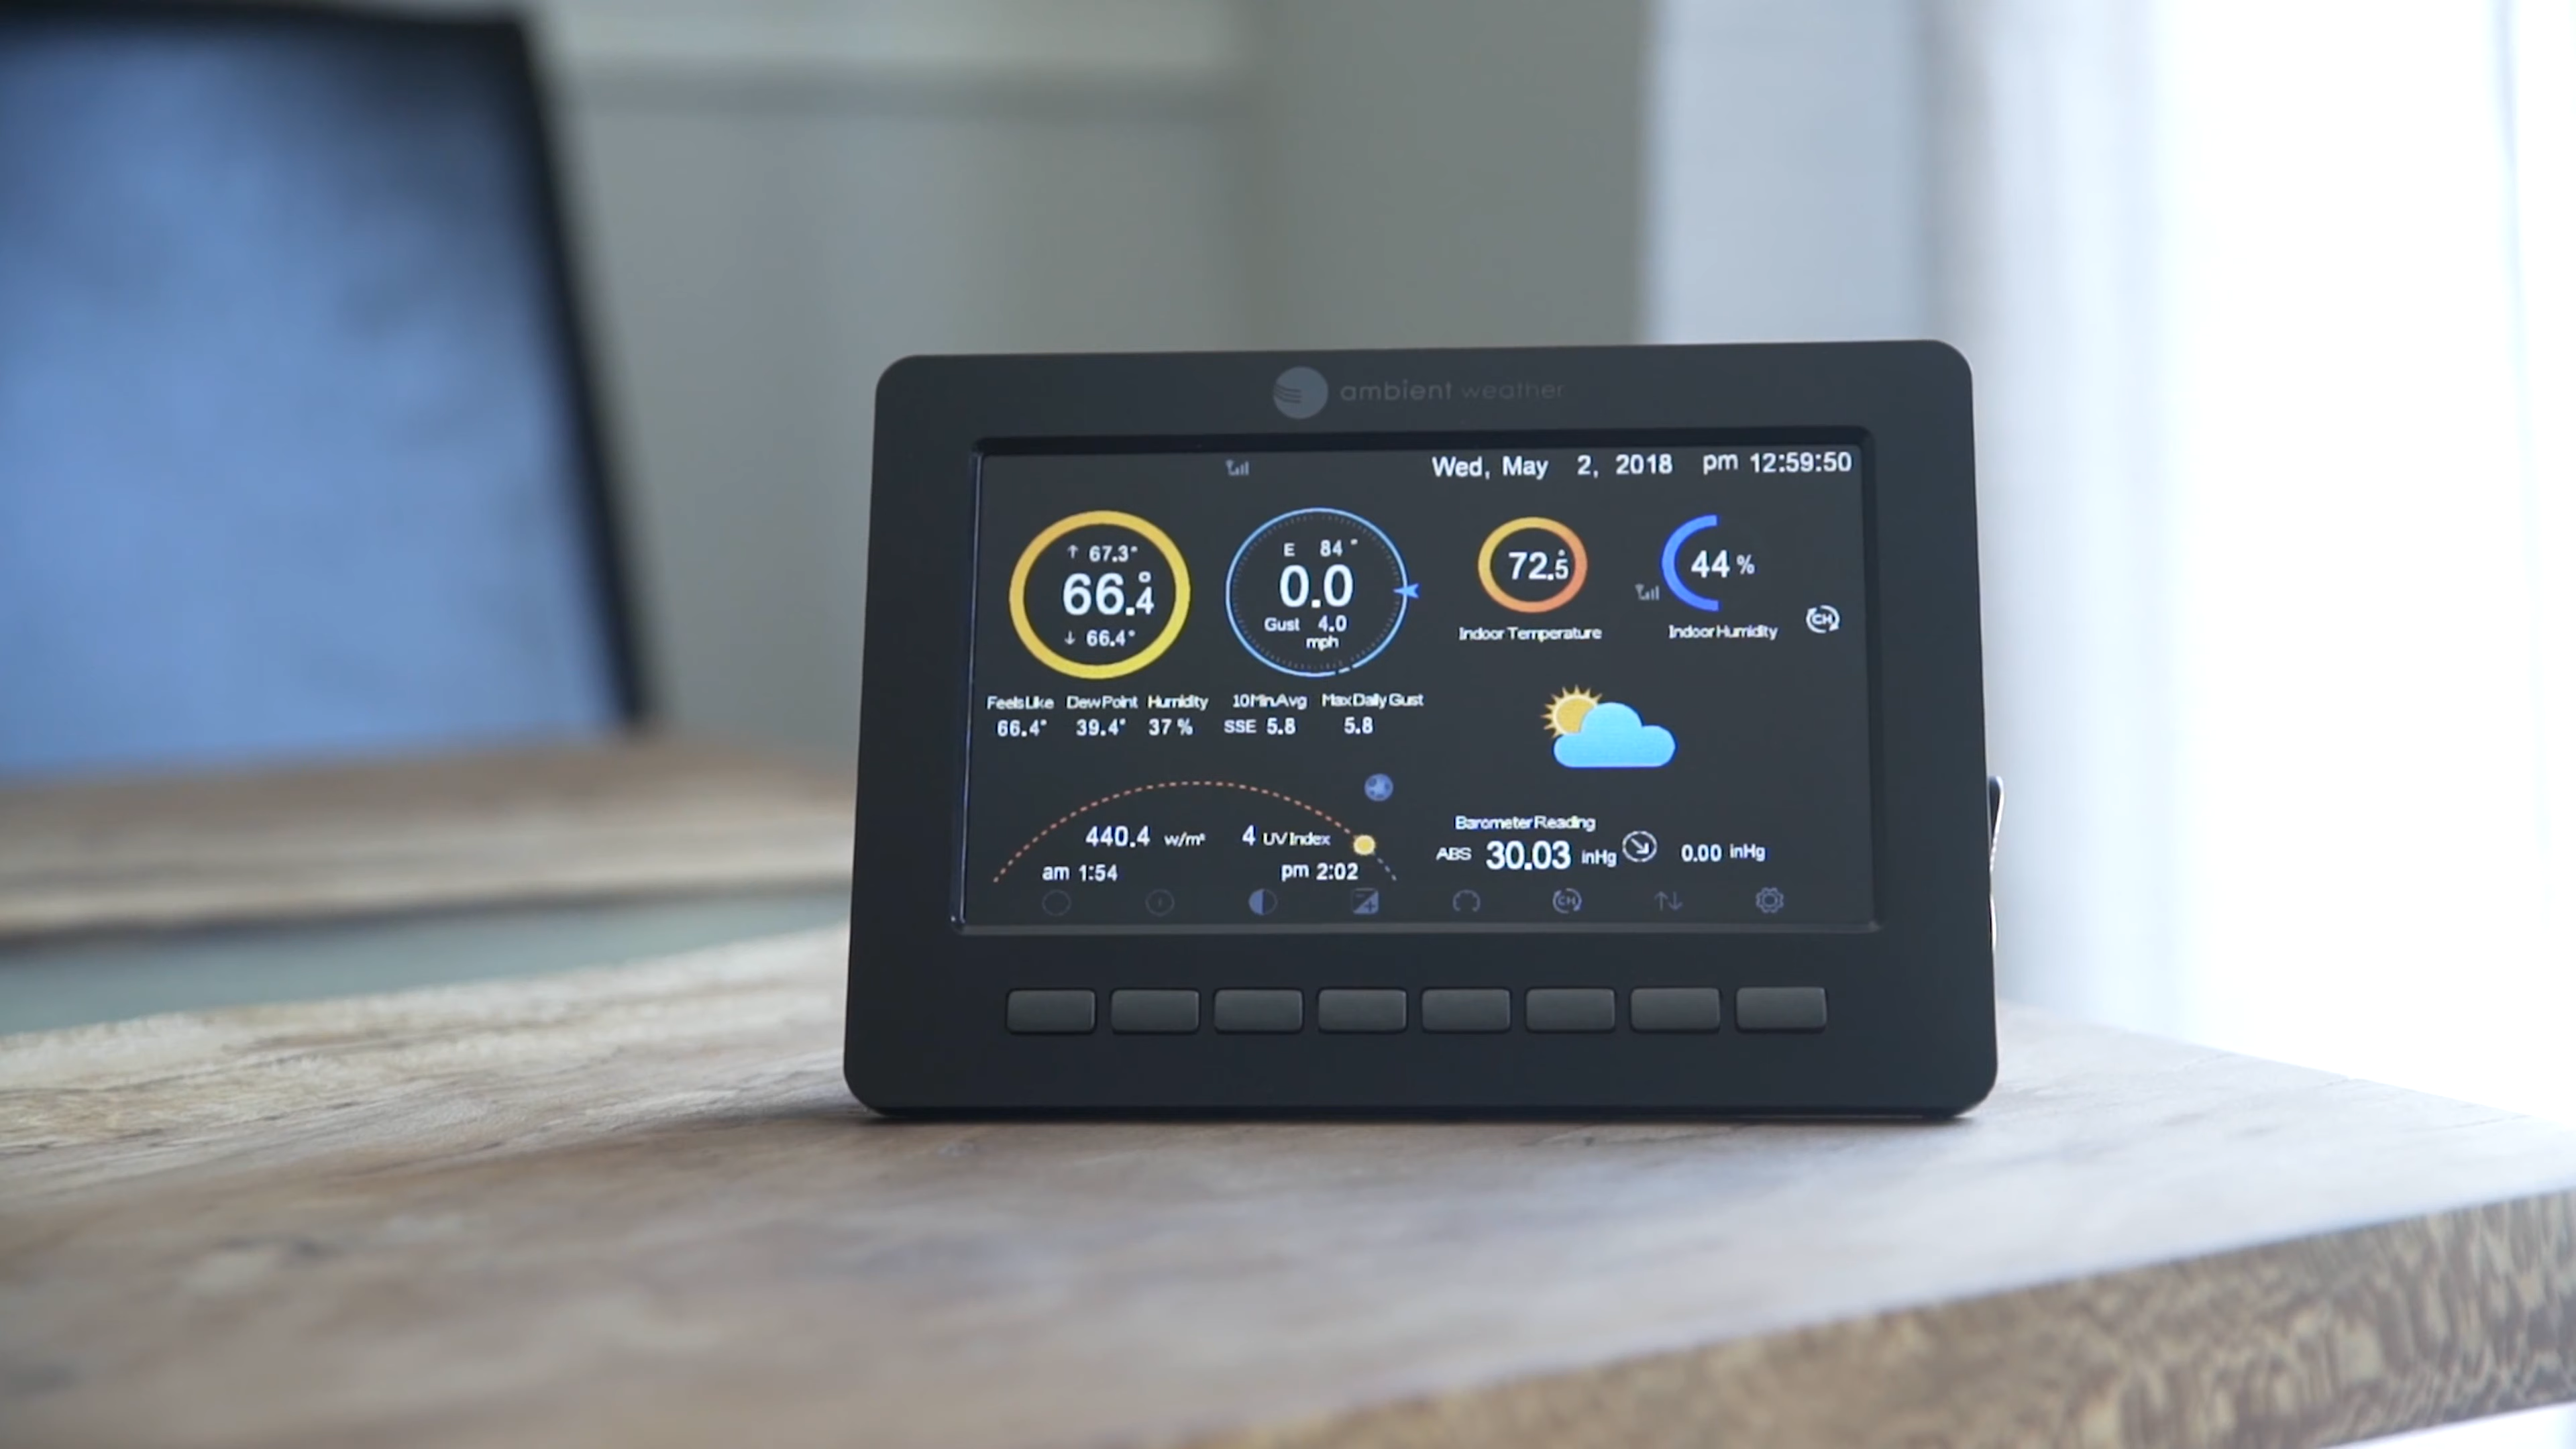 ambient weather
Wed, May 2, 2018 pm 12:59:50
↑ 67.3°
66.4°
↓ 66.4°
E 84 °
0.0
Gust 4.0
mph
72.5°
Indoor Temperature
44 %
Indoor Humidity
CH
Feels Like Dew Point Humidity
66.4° 39.4° 37 %
10 Min Avg Max Daily Gust
SSE 5.8 5.8
440.4 w/m² 4 UV Index
am 1:54 pm 2:02
Barometer Reading
ABS 30.03 inHg 0.00 inHg
CH